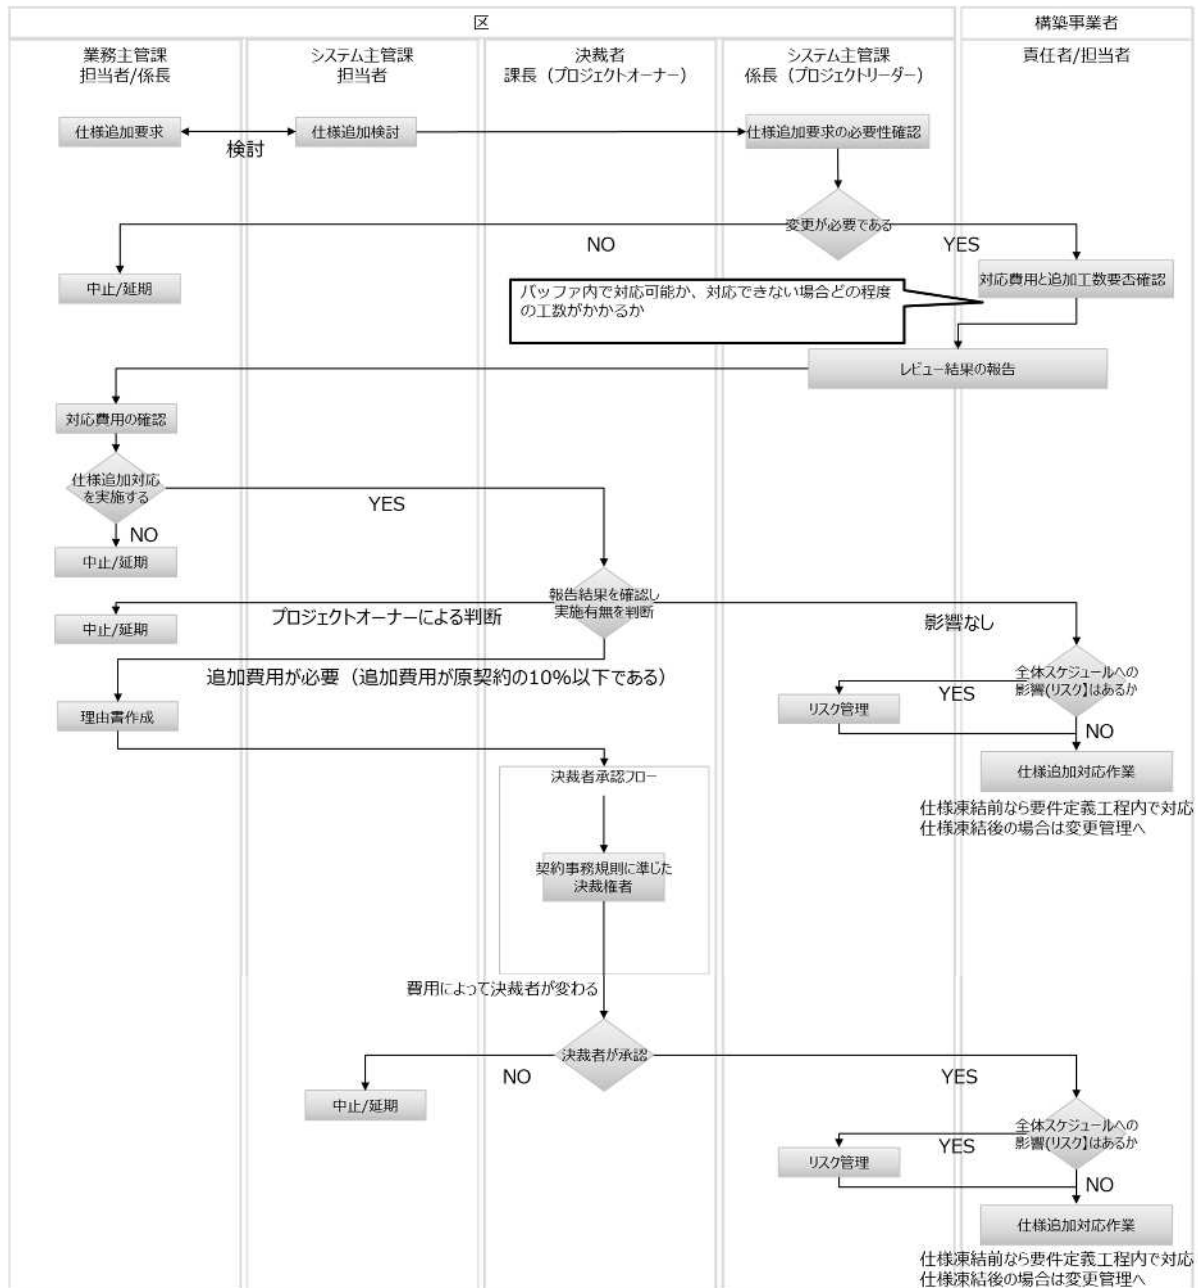 区
構築事業者
業務主管課
担当者/係長
システム主管課
担当者
決裁者
課長（プロジェクトオーナー）
システム主管課
係長（プロジェクトリーダー）
責任者/担当者
仕様追加要求
検討
仕様追加検討
仕様追加要求の必要性確認
変更が必要である
NO
YES
中止/延期
対応費用と追加工数要否確認
バッファ内で対応可能か、対応できない場合どの程度
の工数がかかるか
レビュー結果の報告
対応費用の確認
仕様追加対応
を実施する
YES
NO
中止/延期
報告結果を確認し
実施有無を判断
プロジェクトオーナーによる判断
中止/延期
影響なし
追加費用が必要（追加費用が原契約の10%以下である）
全体スケジュールへの
影響(リスク】はあるか
YES
リスク管理
NO
理由書作成
仕様追加対応作業
仕様凍結前なら要件定義工程内で対応
仕様凍結後の場合は変更管理へ
決裁者承認フロー
契約事務規則に準じた
決裁権者
費用によって決裁者が変わる
決裁者が承認
NO
YES
中止/延期
全体スケジュールへの
影響(リスク】はあるか
YES
リスク管理
NO
仕様追加対応作業
仕様凍結前なら要件定義工程内で対応
仕様凍結後の場合は変更管理へ